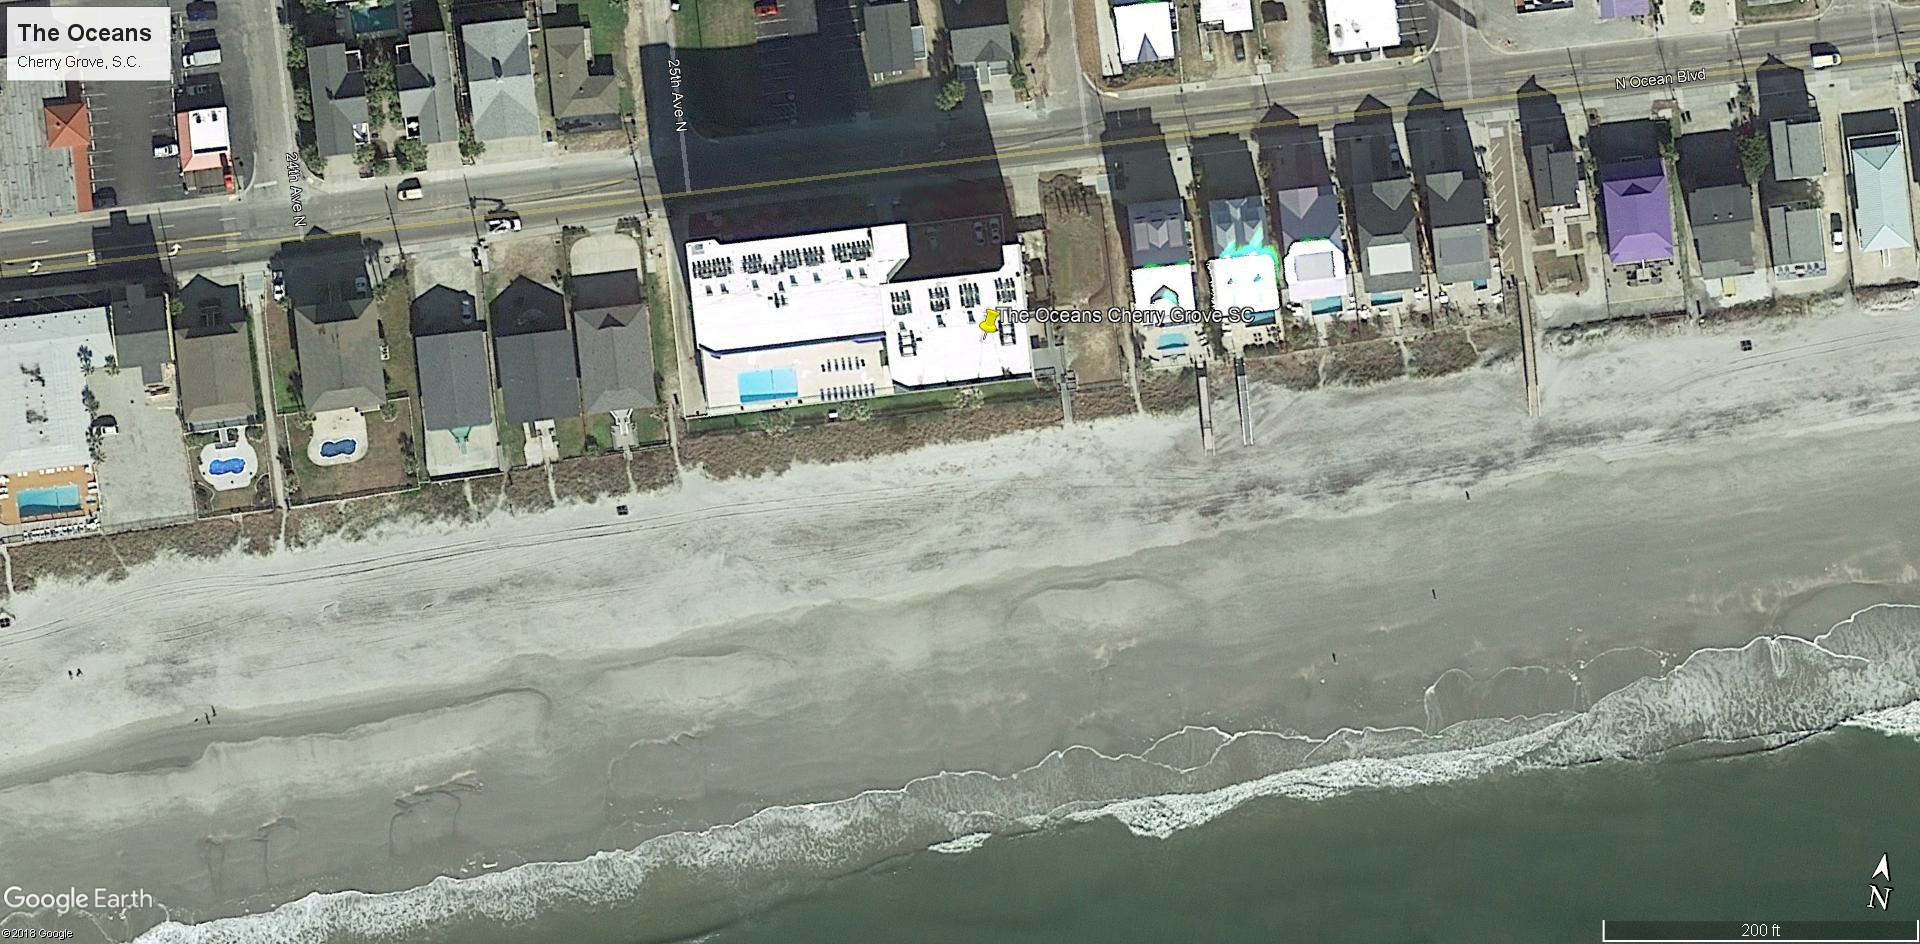 The Oceans
Cherry Grove, S.C.
25th Ave N
N Ocean Blvd
24th Ave N
The Oceans Cherry Grove SC
Google Earth
©2018 Google
N
200 ft